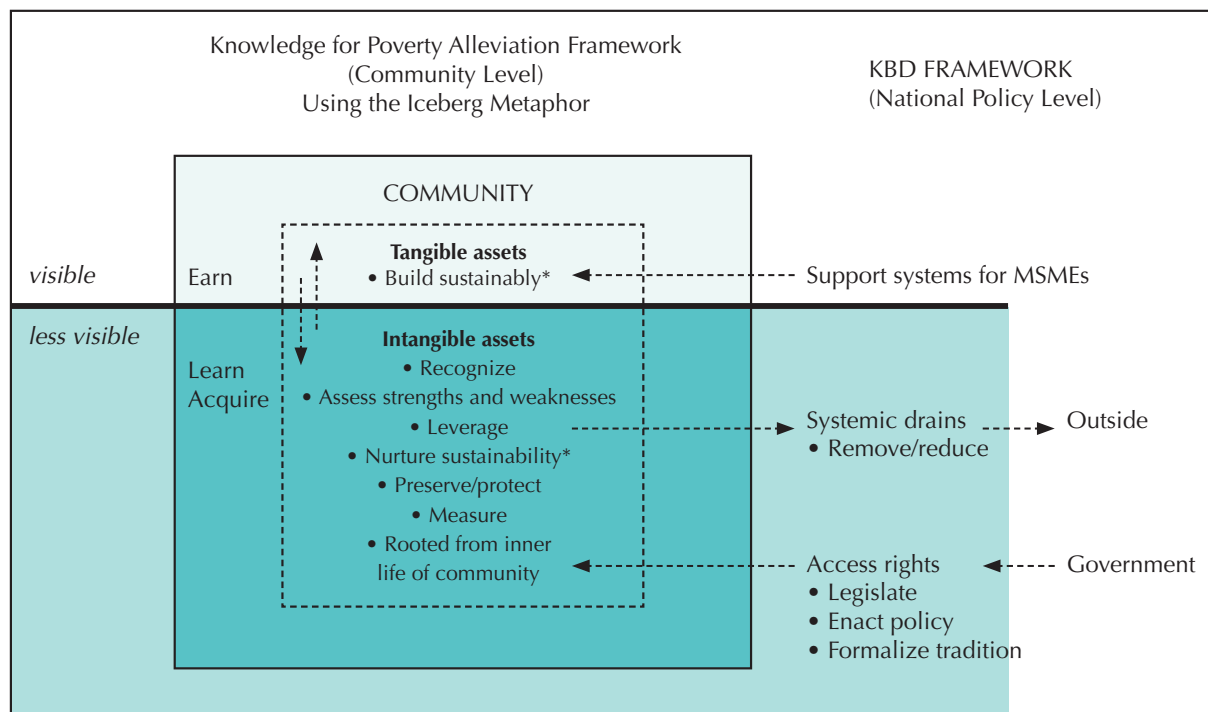 Knowledge for Poverty Alleviation Framework
(Community Level)
Using the Iceberg Metaphor
KBD FRAMEWORK
(National Policy Level)
COMMUNITY
Tangible assets
• Build sustainably*
visible
Earn
Support systems for MSMEs
less visible
Learn
Acquire
Intangible assets
• Recognize
• Assess strengths and weaknesses
• Leverage
• Nurture sustainability*
• Preserve/protect
• Measure
• Rooted from inner
life of community
Systemic drains
• Remove/reduce
Outside
Access rights
• Legislate
• Enact policy
• Formalize tradition
Government